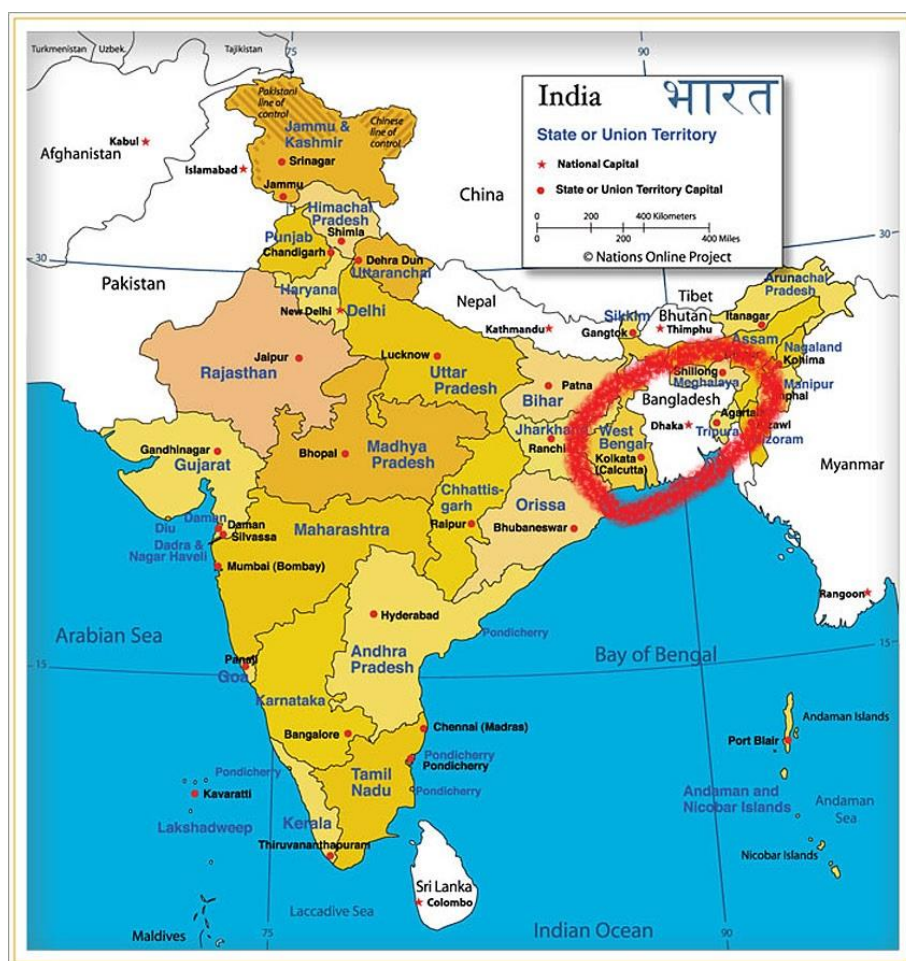 Turkmenistan
Uzbek.
Tajikistan
75
90
India भारत
State or Union Territory
National Capital
State or Union Territory Capital
0 200 400 Kilometers
0 200 400 Miles
© Nations Online Project
Pakistani
line of
control
Chinese
line of
control
Jammu &
Kashmir
Kabul
Afghanistan
Srinagar
Islamabad
Jammu
China
Himachal
Pradesh
Shimla
Punjab
Chandigarh
Dehra Dun
Uttaranchal
30
30
Pakistan
Haryana
New Delhi
Delhi
Nepal
Kathmandu
Tibet
Sikkim
Gangtok
Bhutan
Thimphu
Arunachal
Pradesh
Itanagar
Assam
Nagaland
Kohima
Jaipur
Rajasthan
Lucknow
Uttar
Pradesh
Patna
Bihar
Shillong
Meghalaya
Manipur
Bangladesh
Dhaka
Tripura
Gandhinagar
Gujarat
Bhopal
Madhya
Pradesh
Jharkhand
Ranchi
West
Bengal
Kolkata
(Calcutta)
Myanmar
Chhattis-
garh
Raipur
Orissa
Bhubaneswar
Daman
Diu
Daman
Silvassa
Dadra &
Nagar Haveli
Maharashtra
Mumbai (Bombay)
Rangoon
Hyderabad
Arabian Sea
Pondicherry
Bay of Bengal
15
15
Andhra
Pradesh
Panaji
Goa
Karnataka
Bangalore
Chennai (Madras)
Andaman Islands
Port Blair
Pondicherry
Pondicherry
Pondicherry
Pondicherry
Tamil
Nadu
Kavaratti
Lakshadweep
Kerala
Thiruvananthapuram
Andaman and
Nicobar Islands
Andaman
Sea
Nicobar Islands
Sri Lanka
Colombo
Laccadive Sea
Maldives
75
Indian Ocean
90